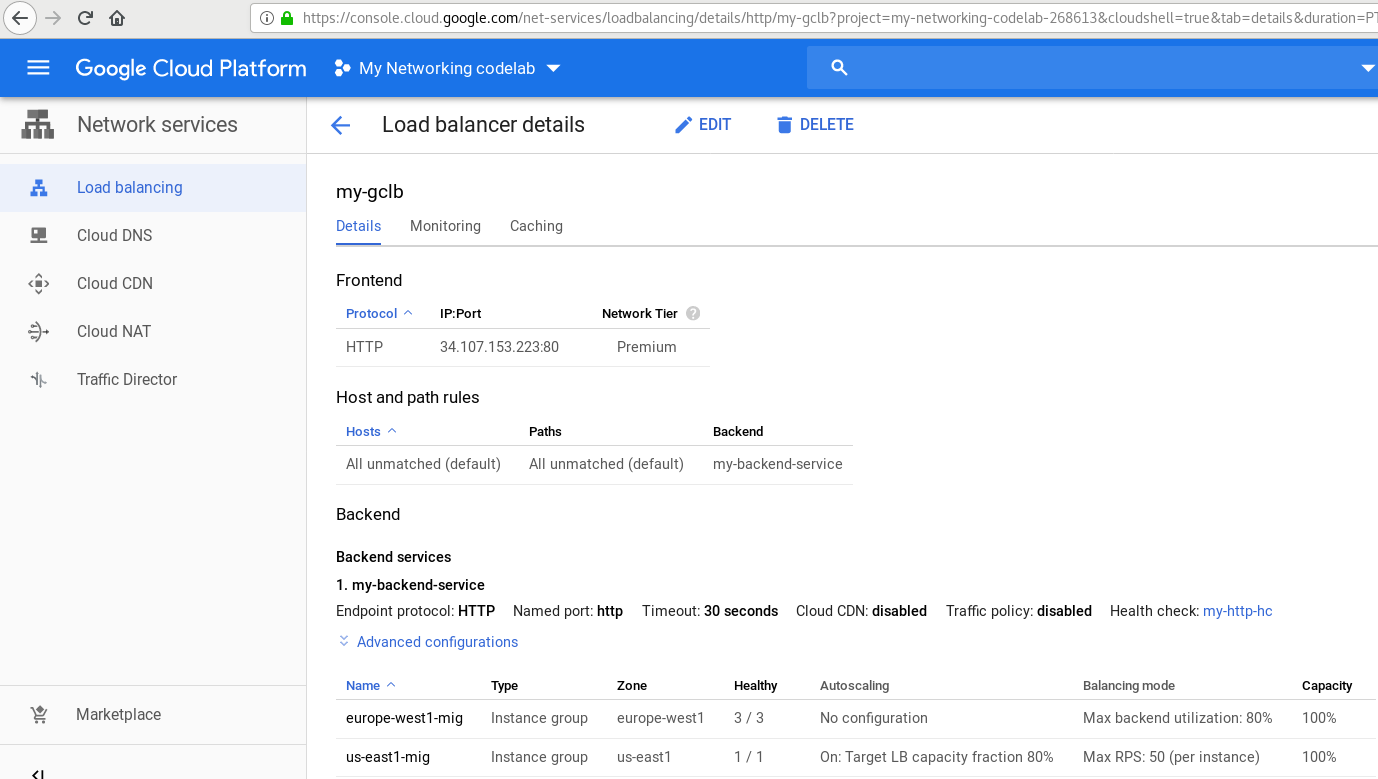 https://console.cloud.google.com/net-services/loadbalancing/details/http/my-gclb?project=my-networking-codelab-268613&cloudshell=true&tab=details&duration=PT
Google Cloud Platform My Networking codelab
Network services
Load balancer details EDIT DELETE
Load balancing
Cloud DNS
Cloud CDN
Cloud NAT
Traffic Director
Marketplace
my-gclb
Details Monitoring Caching
Frontend
Protocol IP:Port Network Tier ?
HTTP 34.107.153.223:80 Premium
Host and path rules
Hosts Paths Backend
All unmatched (default) All unmatched (default) my-backend-service
Backend
Backend services
1. my-backend-service
Endpoint protocol: HTTP Named port: http Timeout: 30 seconds Cloud CDN: disabled Traffic policy: disabled Health check: my-http-hc
Advanced configurations
Name Type Zone Healthy Autoscaling Balancing mode Capacity
europe-west1-mig Instance group europe-west1 3 / 3 No configuration Max backend utilization: 80% 100%
us-east1-mig Instance group us-east1 1 / 1 On: Target LB capacity fraction 80% Max RPS: 50 (per instance) 100%